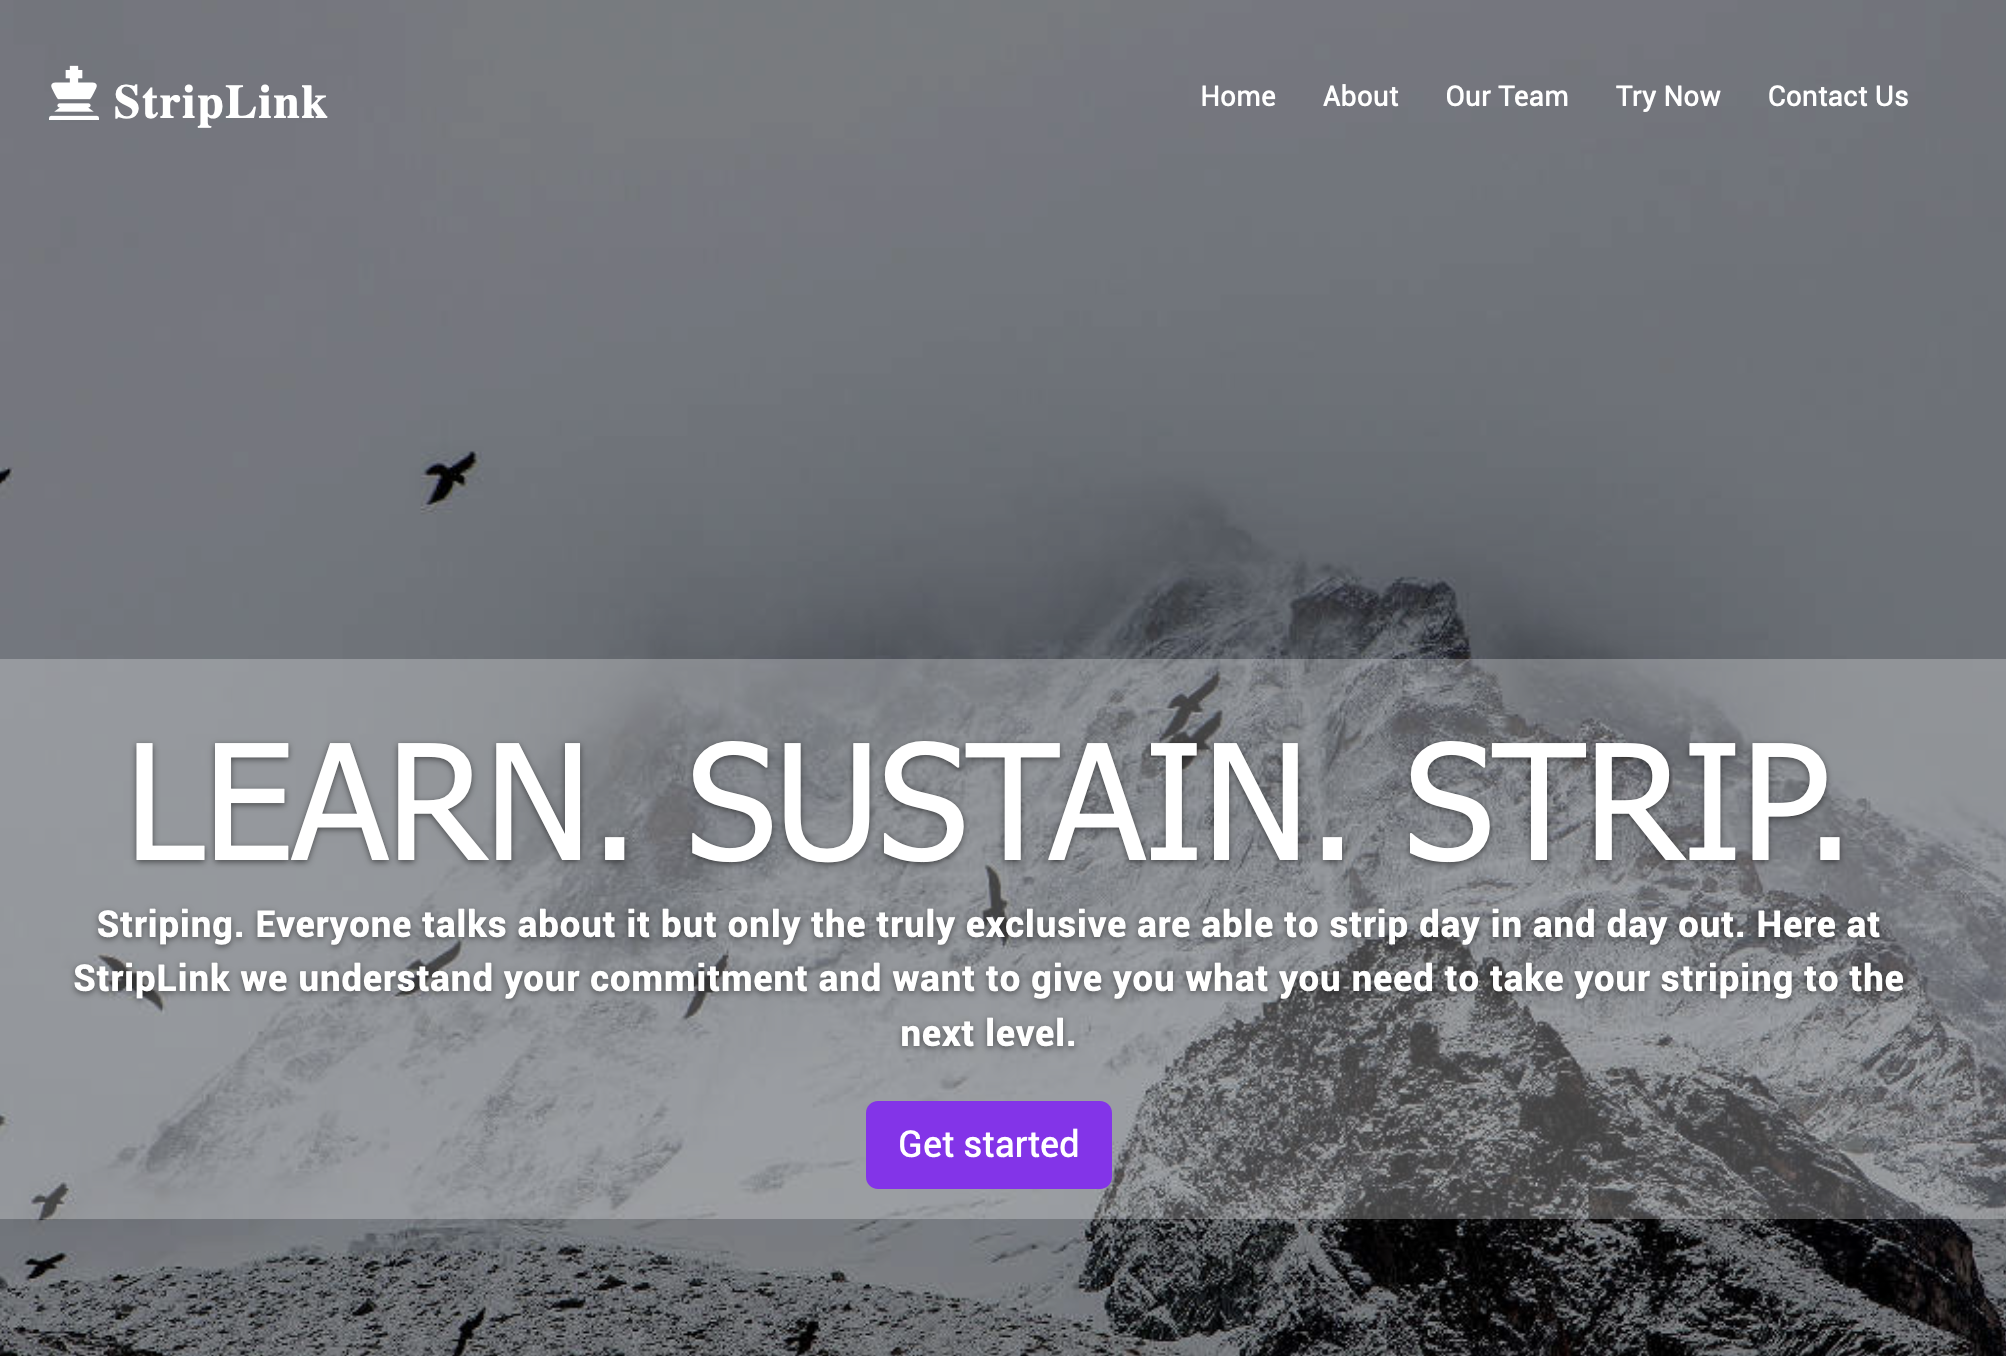 StripLink
Home About Our Team Try Now Contact Us
LEARN. SUSTAIN. STRIP.
Striping. Everyone talks about it but only the truly exclusive are able to strip day in and day out. Here at
StripLink we understand your commitment and want to give you what you need to take your striping to the
next level.
Get started